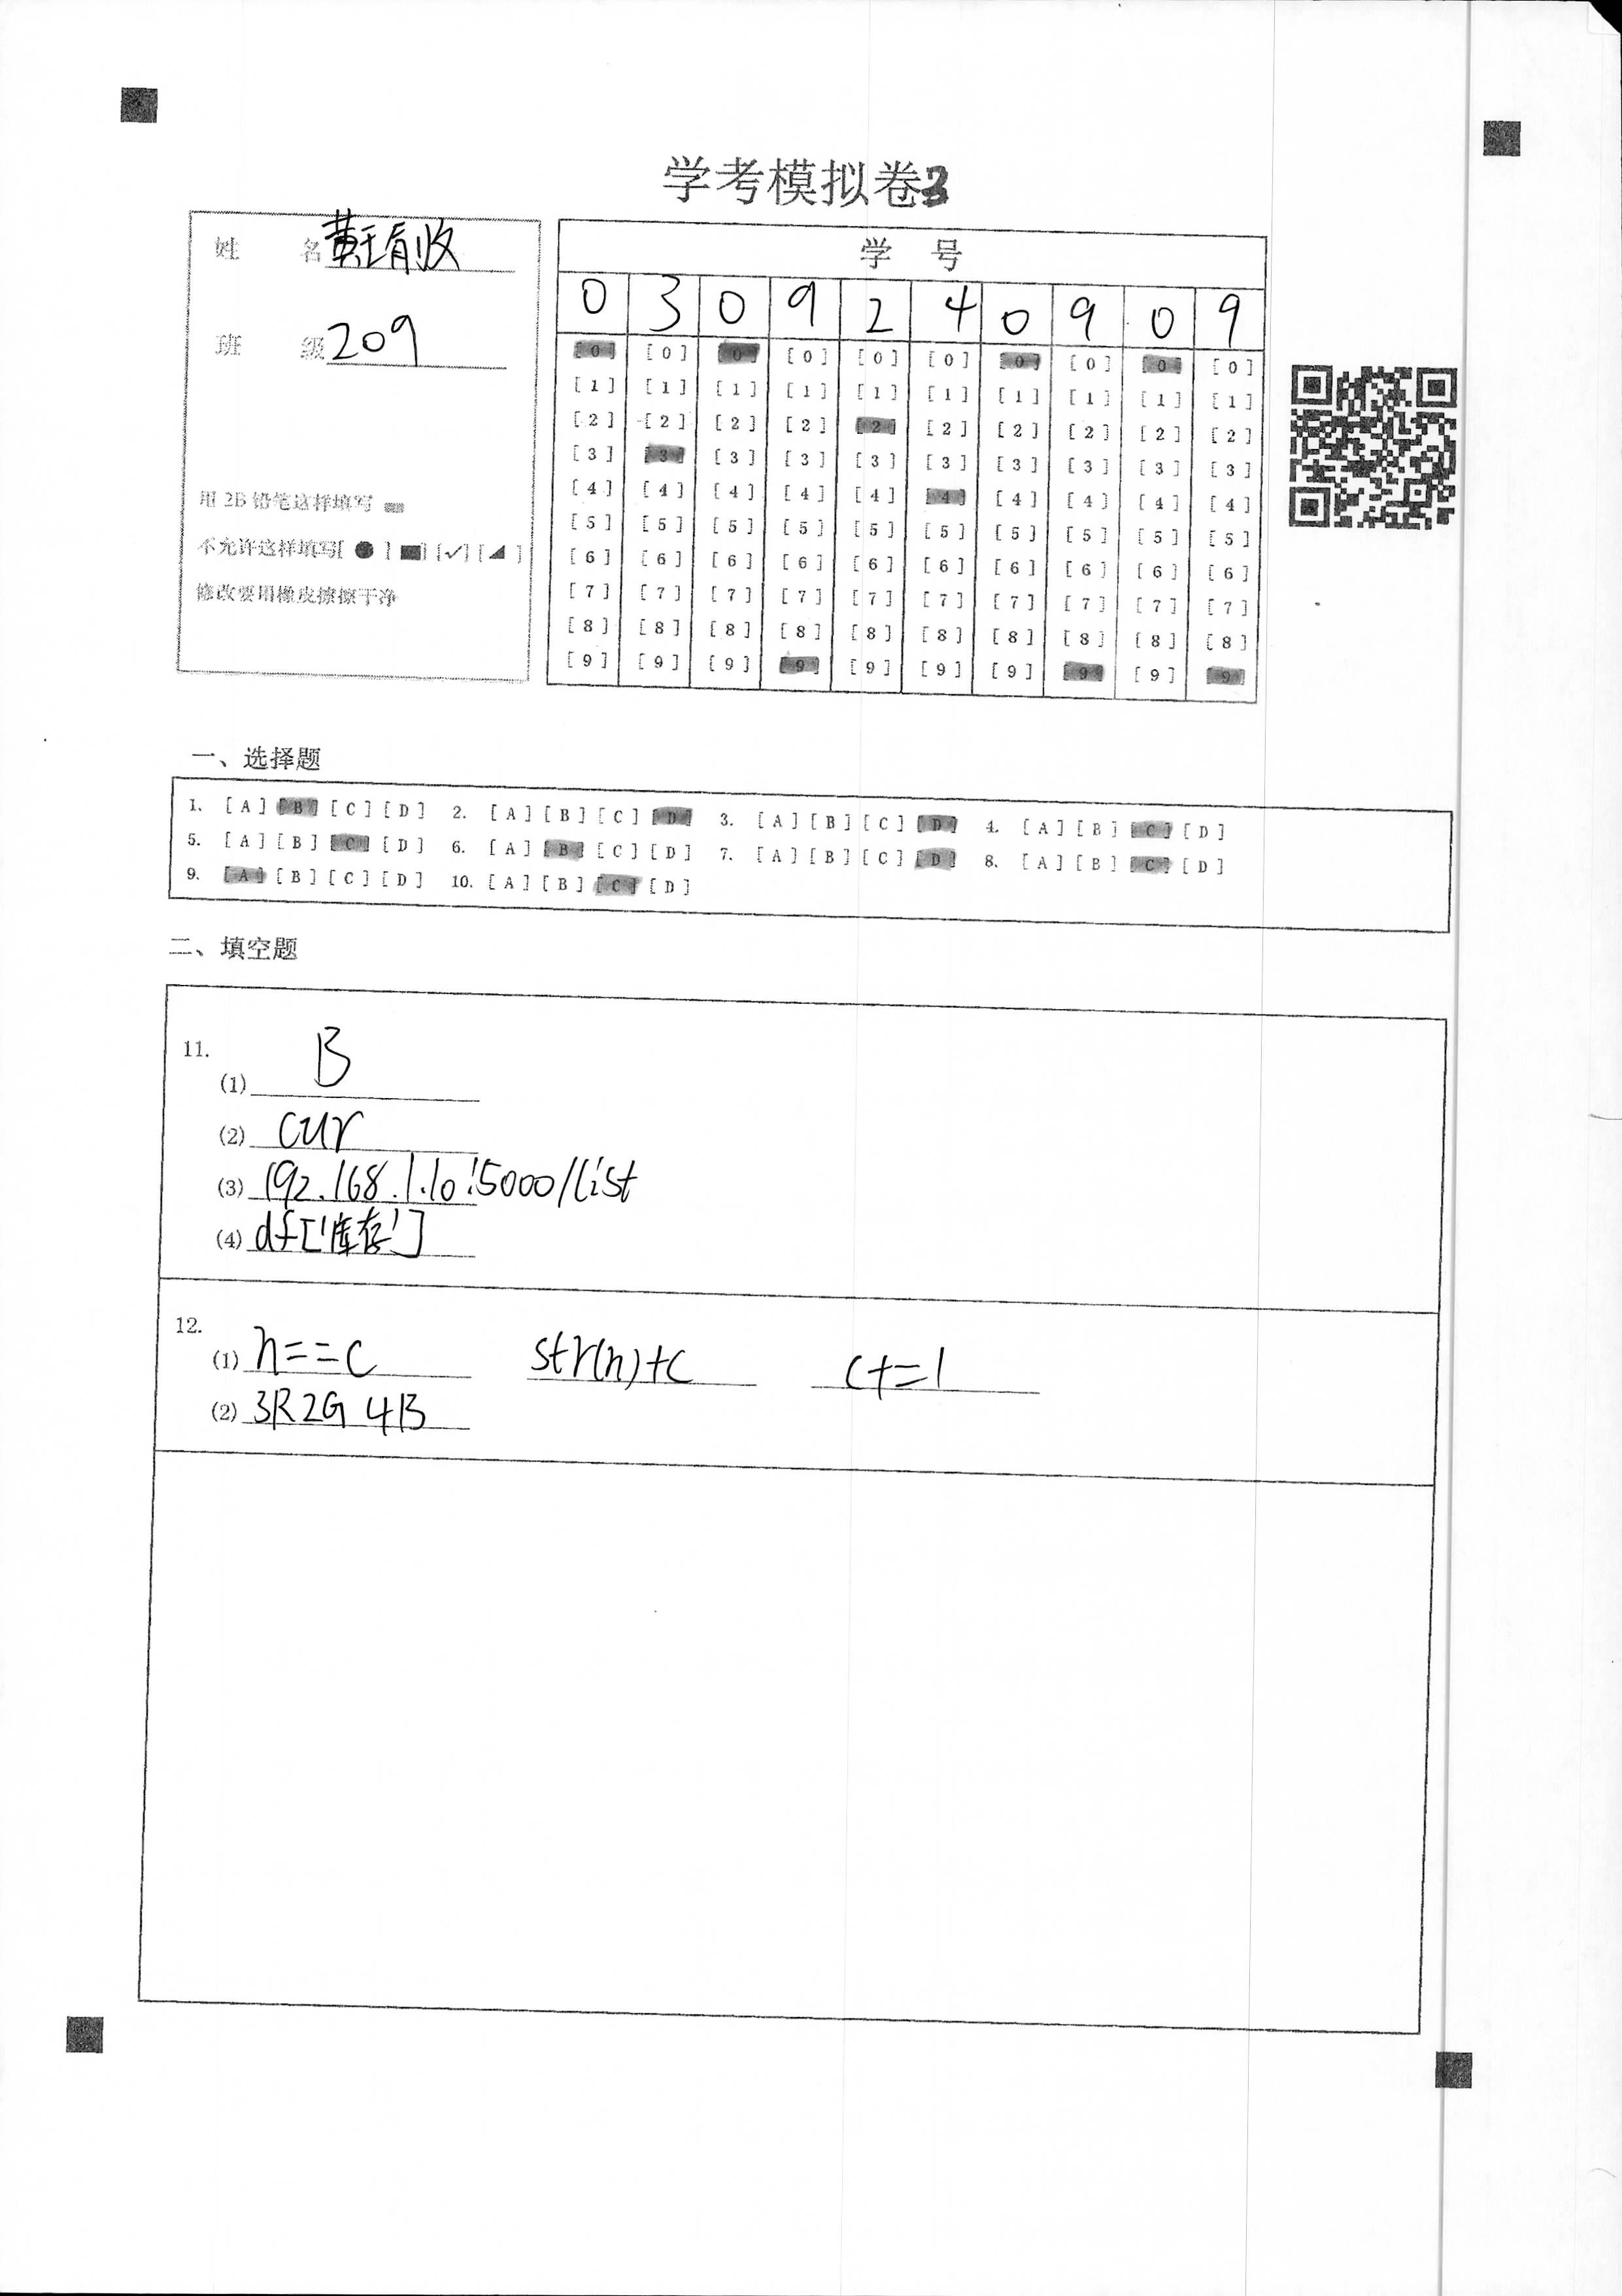 学考模拟卷3
姓 名
班 级 209
用 2B 铅笔这样填写
不允许这样填写[ ● ] [■] [✓] [◢ ]
修改要用橡皮擦擦干净
学 号
0 3 0 9 2 4 0 9 0 9
[0] [0] [0] [0] [0] [0] [0] [0] [0] [0]
[1] [1] [1] [1] [1] [1] [1] [1] [1] [1]
[2] [2] [2] [2] [2] [2] [2] [2] [2] [2]
[3] [3] [3] [3] [3] [3] [3] [3] [3] [3]
[4] [4] [4] [4] [4] [4] [4] [4] [4] [4]
[5] [5] [5] [5] [5] [5] [5] [5] [5] [5]
[6] [6] [6] [6] [6] [6] [6] [6] [6] [6]
[7] [7] [7] [7] [7] [7] [7] [7] [7] [7]
[8] [8] [8] [8] [8] [8] [8] [8] [8] [8]
[9] [9] [9] [9] [9] [9] [9] [9] [9] [9]
一、选择题
1. [A] [B] [C] [D] 2. [A] [B] [C] [D] 3. [A] [B] [C] [D] 4. [A] [B] [C] [D]
5. [A] [B] [C] [D] 6. [A] [B] [C] [D] 7. [A] [B] [C] [D] 8. [A] [B] [C] [D]
9. [A] [B] [C] [D] 10. [A] [B] [C] [D]
二、填空题
11.
(1) B
(2) cur
(3) 192.168.1.10:5000/list
(4) df['库存']
12.
(1) n==c str(n)+c c+=1
(2) 3R2G4B